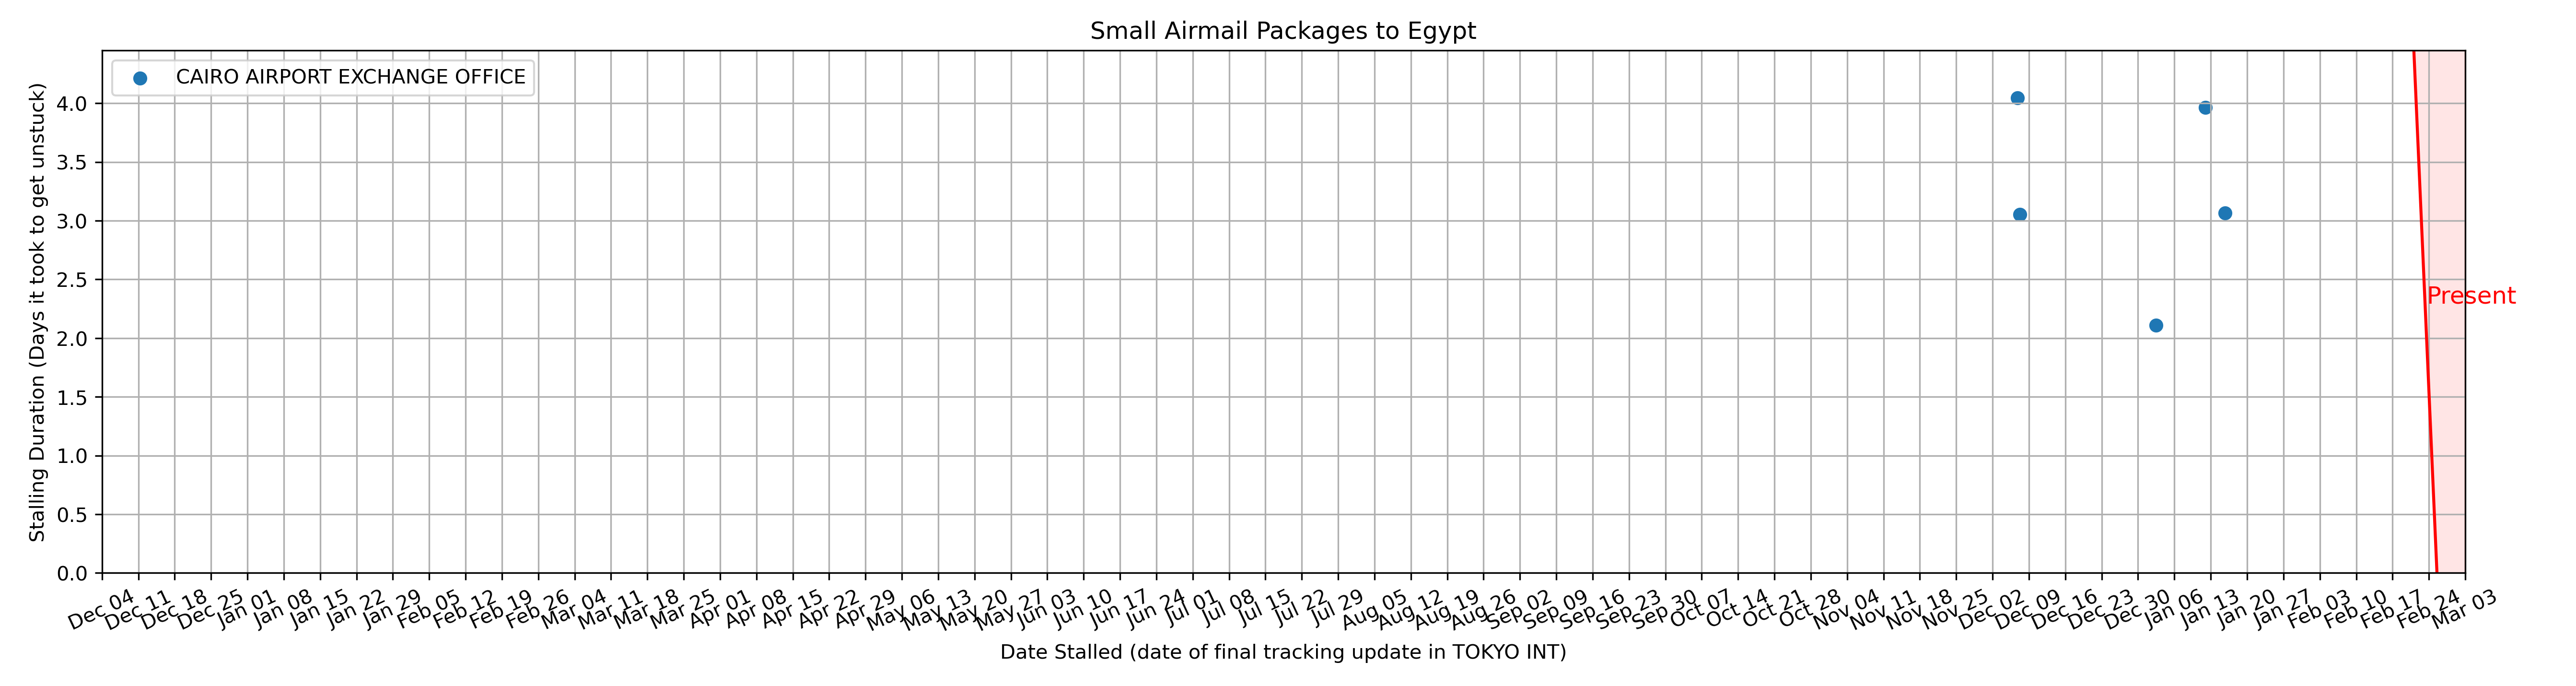 Small Airmail Packages to Egypt
CAIRO AIRPORT EXCHANGE OFFICE
Stalling Duration (Days it took to get unstuck)
4.0
3.5
3.0
2.5
2.0
1.5
1.0
0.5
0.0
Present
Dec 04
Dec 11
Dec 18
Dec 25
Jan 01
Jan 08
Jan 15
Jan 22
Jan 29
Feb 05
Feb 12
Feb 19
Feb 26
Mar 04
Mar 11
Mar 18
Mar 25
Apr 01
Apr 08
Apr 15
Apr 22
Apr 29
May 06
May 13
May 20
May 27
Jun 03
Jun 10
Jun 17
Jun 24
Jul 01
Jul 08
Jul 15
Jul 22
Jul 29
Aug 05
Aug 12
Aug 19
Aug 26
Sep 02
Sep 09
Sep 16
Sep 23
Sep 30
Oct 07
Oct 14
Oct 21
Oct 28
Nov 04
Nov 11
Nov 18
Nov 25
Dec 02
Dec 09
Dec 16
Dec 23
Dec 30
Jan 06
Jan 13
Jan 20
Jan 27
Feb 03
Feb 10
Feb 17
Feb 24
Mar 03
Date Stalled (date of final tracking update in TOKYO INT)